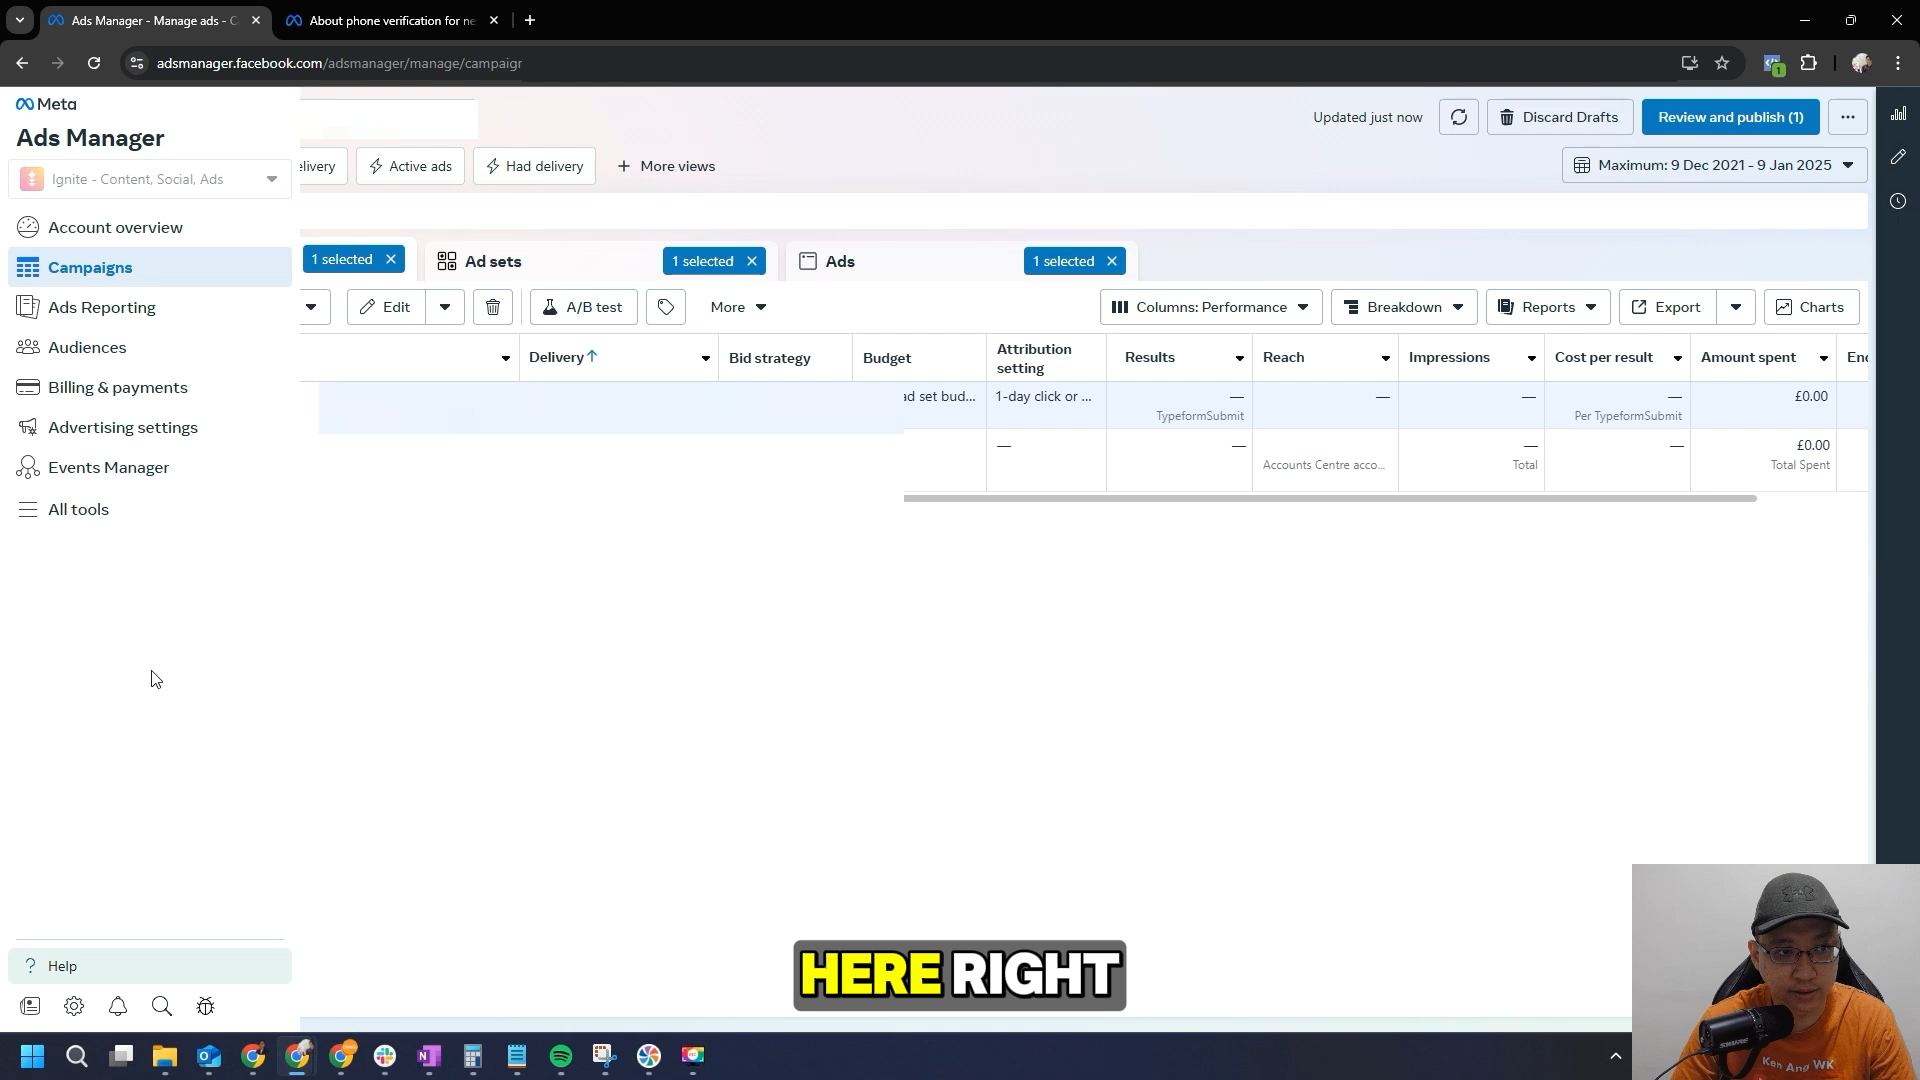 Ads Manager - Manage ads - C
About phone verification for ne
adsmanager.facebook.com/adsmanager/manage/campaigr
1
Meta
Ads Manager
Ignite - Content, Social, Ads
Account overview
Campaigns
Ads Reporting
Audiences
Billing & payments
Advertising settings
Events Manager
All tools
Help
Updated just now
Discard Drafts
Review and publish (1)
elivery
Active ads
Had delivery
More views
Maximum: 9 Dec 2021 - 9 Jan 2025
1 selected
Ad sets
1 selected
Ads
1 selected
Edit
A/B test
More
Columns: Performance
Breakdown
Reports
Export
Charts
Delivery
Bid strategy
Budget
Attribution
setting
Results
Reach
Impressions
Cost per result
Amount spent
End
ad set bud...
1-day click or ...
—
TypeformSubmit
—
—
—
Per TypeformSubmit
£0.00
—
—
Accounts Centre acco...
—
Total
—
£0.00
Total Spent
HERE RIGHT
SHURE
Ken Ang WK